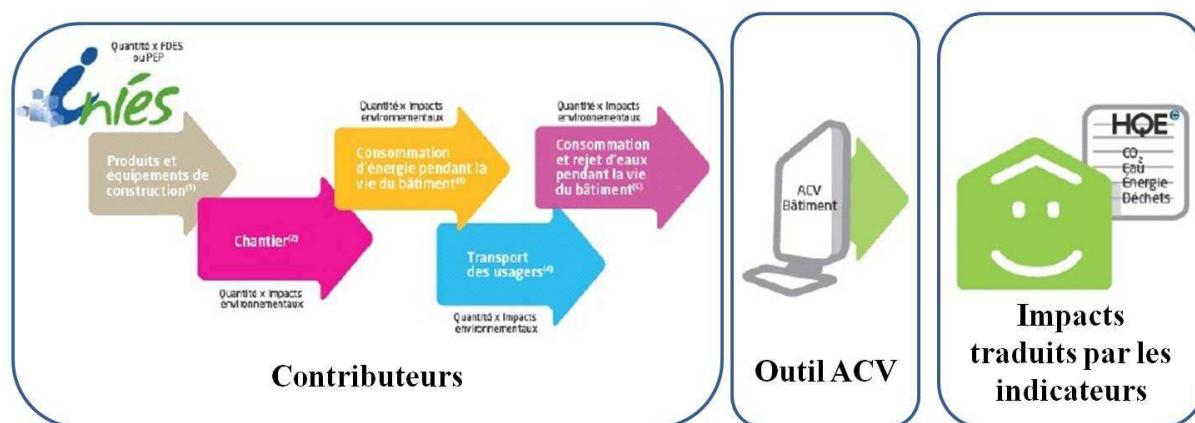 Quantité x FDES
ou PEP
iniés
Produits et
équipements de
construction(1)
Chantier(2)
Quantité x Impacts
environnementaux
Quantité x Impacts
environnementaux
Consommation
d'énergie pendant la
vie du bâtiment(3)
Transport
des usagers(4)
Quantité x Impacts
environnementaux
Quantité x Impacts
environnementaux
Consommation
et rejet d'eaux
pendant la vie
du bâtiment(5)
Contributeurs
ACV
Bâtiment
Outil ACV
HQE©
CO2
Eau
Énergie
Déchets
Impacts
traduits par les
indicateurs